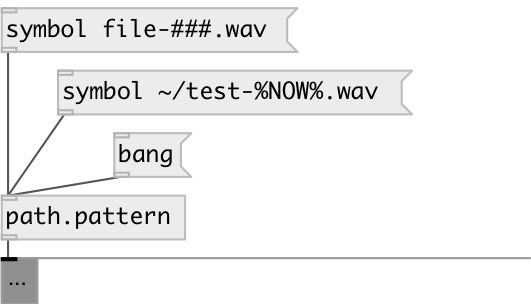 symbol file-###.wav
symbol ~/test-%NOW%.wav
bang
path.pattern
...